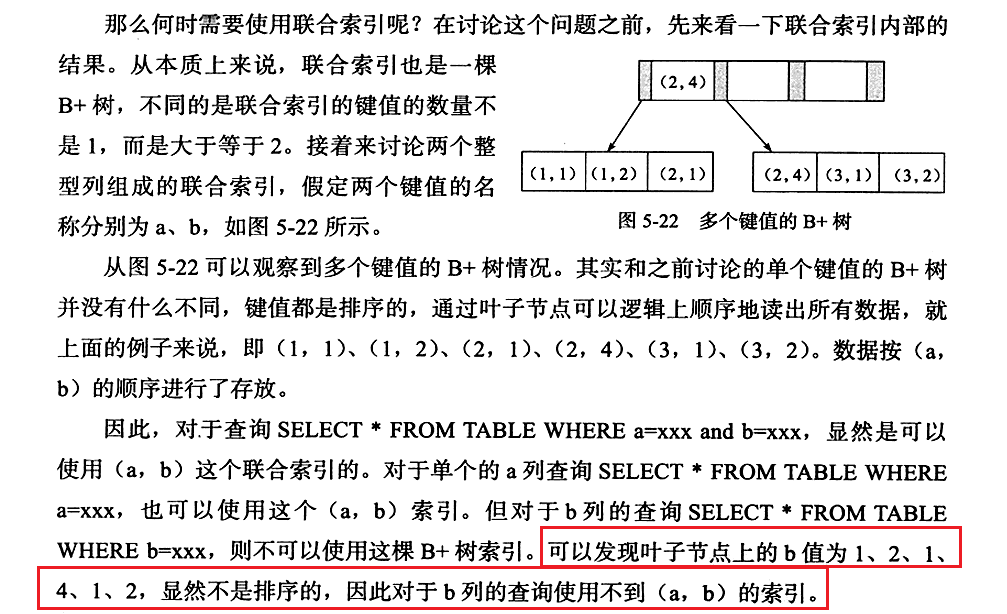 那么何时需要使用联合索引呢？在讨论这个问题之前，先来看一下联合索引内部的
结果。从本质上来说，联合索引也是一棵
B+ 树，不同的是联合索引的键值的数量不
是 1，而是大于等于 2。接着来讨论两个整
型列组成的联合索引，假定两个键值的名
称分别为 a、b，如图 5-22 所示。
（2,4）
（1,1）（1,2）（2,1）（2,4）（3,1）（3,2）
图 5-22 多个键值的 B+ 树
从图 5-22 可以观察到多个键值的 B+ 树情况。其实和之前讨论的单个键值的 B+ 树
并没有什么不同，键值都是排序的，通过叶子节点可以逻辑上顺序地读出所有数据，就
上面的例子来说，即（1，1）、（1，2）、（2，1）、（2，4）、（3，1）、（3，2）。数据按（a，
b）的顺序进行了存放。
因此，对于查询 SELECT * FROM TABLE WHERE a=xxx and b=xxx，显然是可以
使用（a，b）这个联合索引的。对于单个的 a 列查询 SELECT * FROM TABLE WHERE
a=xxx，也可以使用这个（a，b）索引。但对于 b 列的查询 SELECT * FROM TABLE
WHERE b=xxx，则不可以使用这棵 B+ 树索引。可以发现叶子节点上的 b 值为 1、2、1、
4、1、2，显然不是排序的，因此对于 b 列的查询使用不到（a，b）的索引。